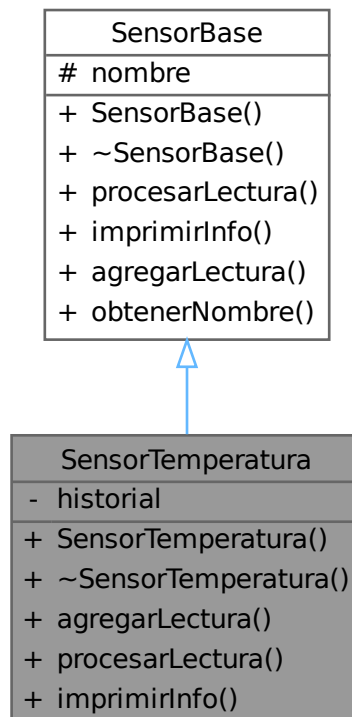 SensorBase
# nombre
+ SensorBase()
+ ~SensorBase()
+ procesarLectura()
+ imprimirInfo()
+ agregarLectura()
+ obtenerNombre()
SensorTemperatura
- historial
+ SensorTemperatura()
+ ~SensorTemperatura()
+ agregarLectura()
+ procesarLectura()
+ imprimirInfo()